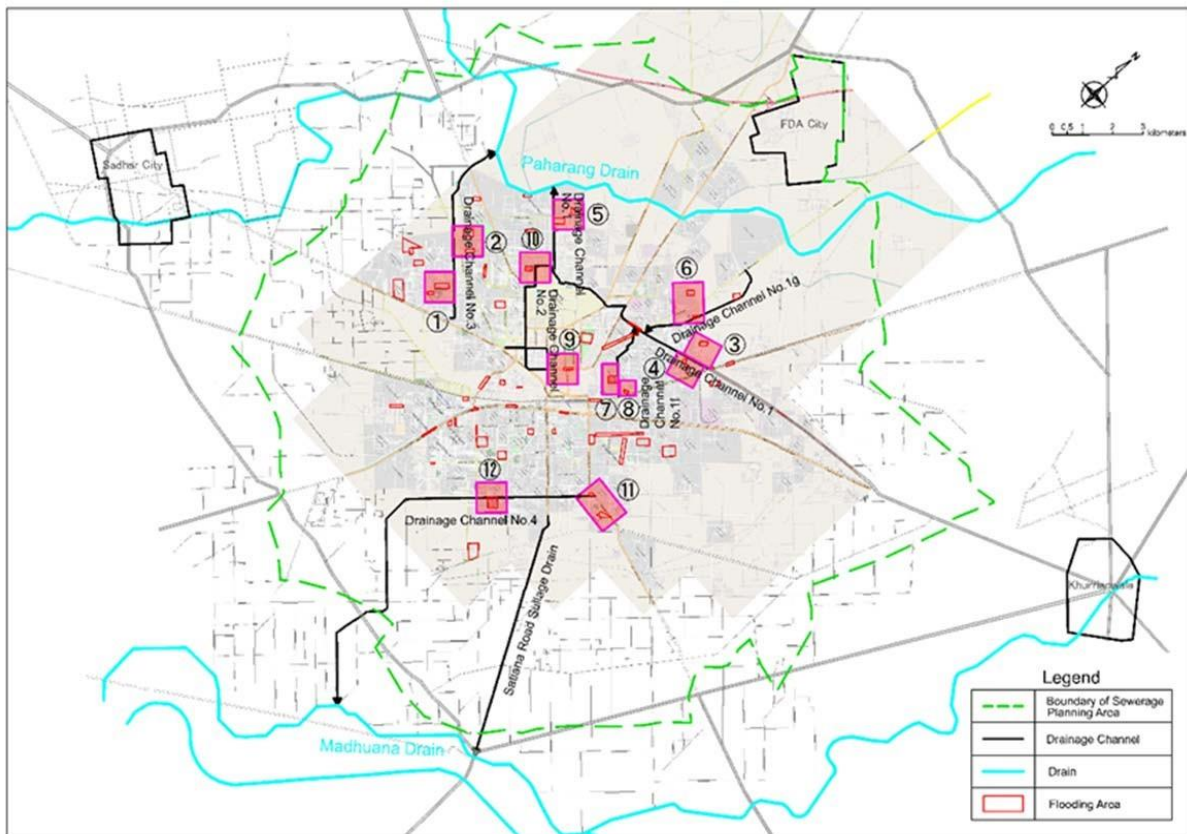 N
0 0.5 1 2 3
kilometers
FDA City
Sadhar City
Paharang Drain
Drainage Channel
No.1
⑤
②
⑩
Drainage Channel No.3
⑥
①
Drainage Channel
No.2
Drainage Channel No.1g
③
⑨
④
Drainage Channel No.1
⑦
⑧
Drainage
Channel
No.1f
⑫
⑪
Drainage Channel No.4
Satiana Road Sullage Drain
Madhuana Drain
Legend
Boundary of Sewerage
Planning Area
Drainage Channel
Drain
Flooding Area